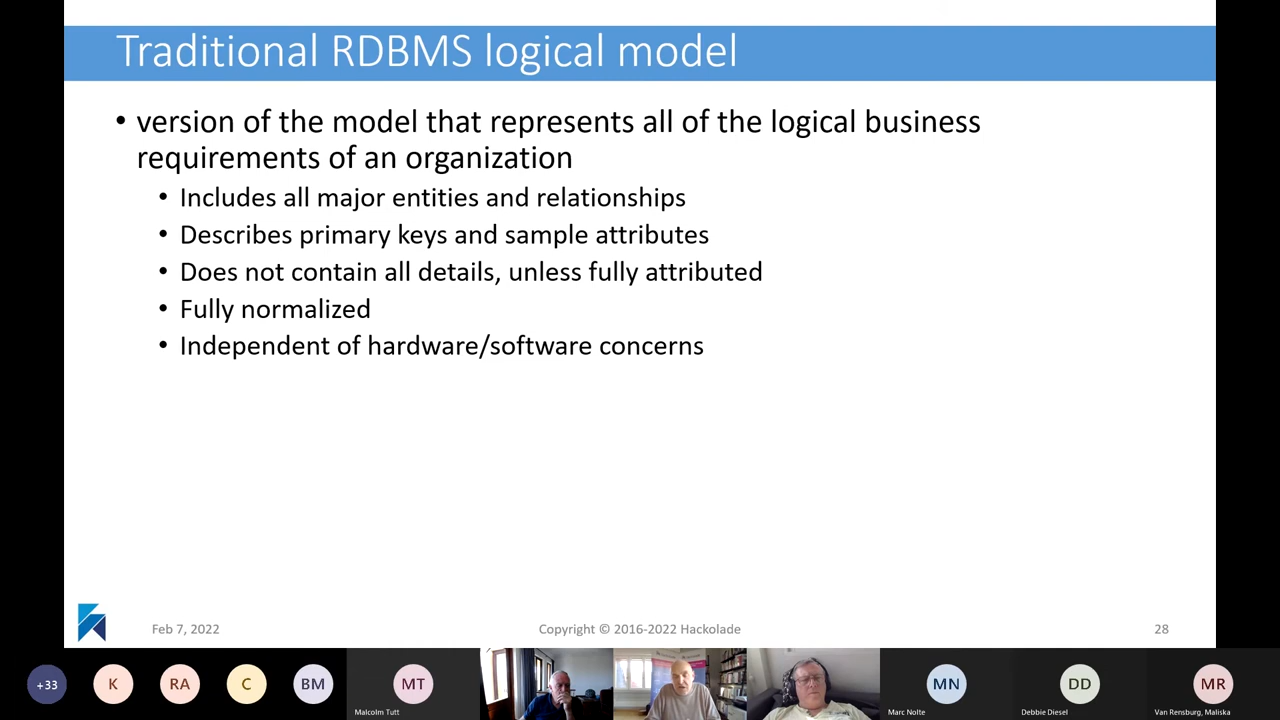 Traditional RDBMS logical model
• version of the model that represents all of the logical business
requirements of an organization
• Includes all major entities and relationships
• Describes primary keys and sample attributes
• Does not contain all details, unless fully attributed
• Fully normalized
• Independent of hardware/software concerns
Feb 7, 2022
Copyright © 2016-2022 Hackolade
28
+33
K
RA
C
BM
MT
MN
DD
MR
Malcolm Tutt
Marc Nolte
Debbie Diesel
Van Rensburg, Maliska